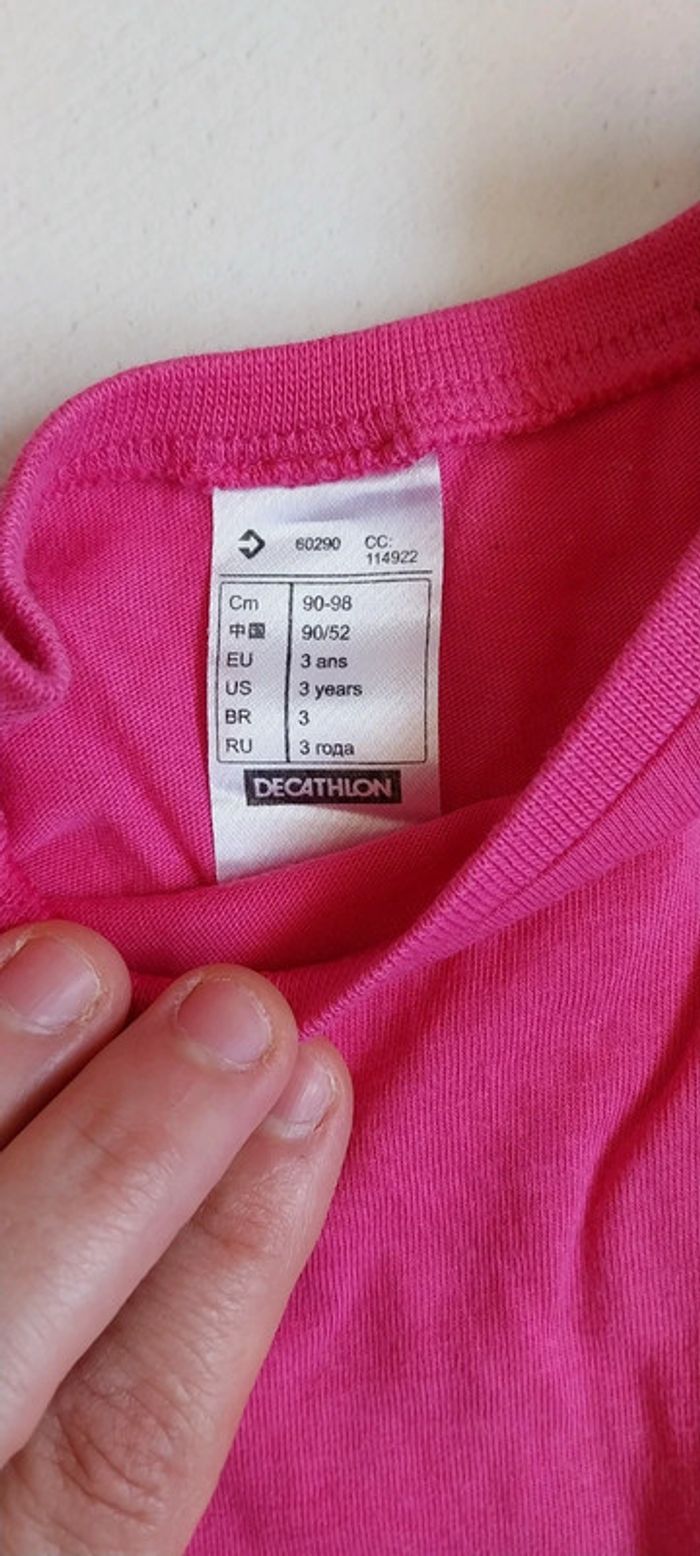 60290 CC:
114922
Cm 90-98
中国 90/52
EU 3 ans
US 3 years
BR 3
RU 3 года
DECATHLON